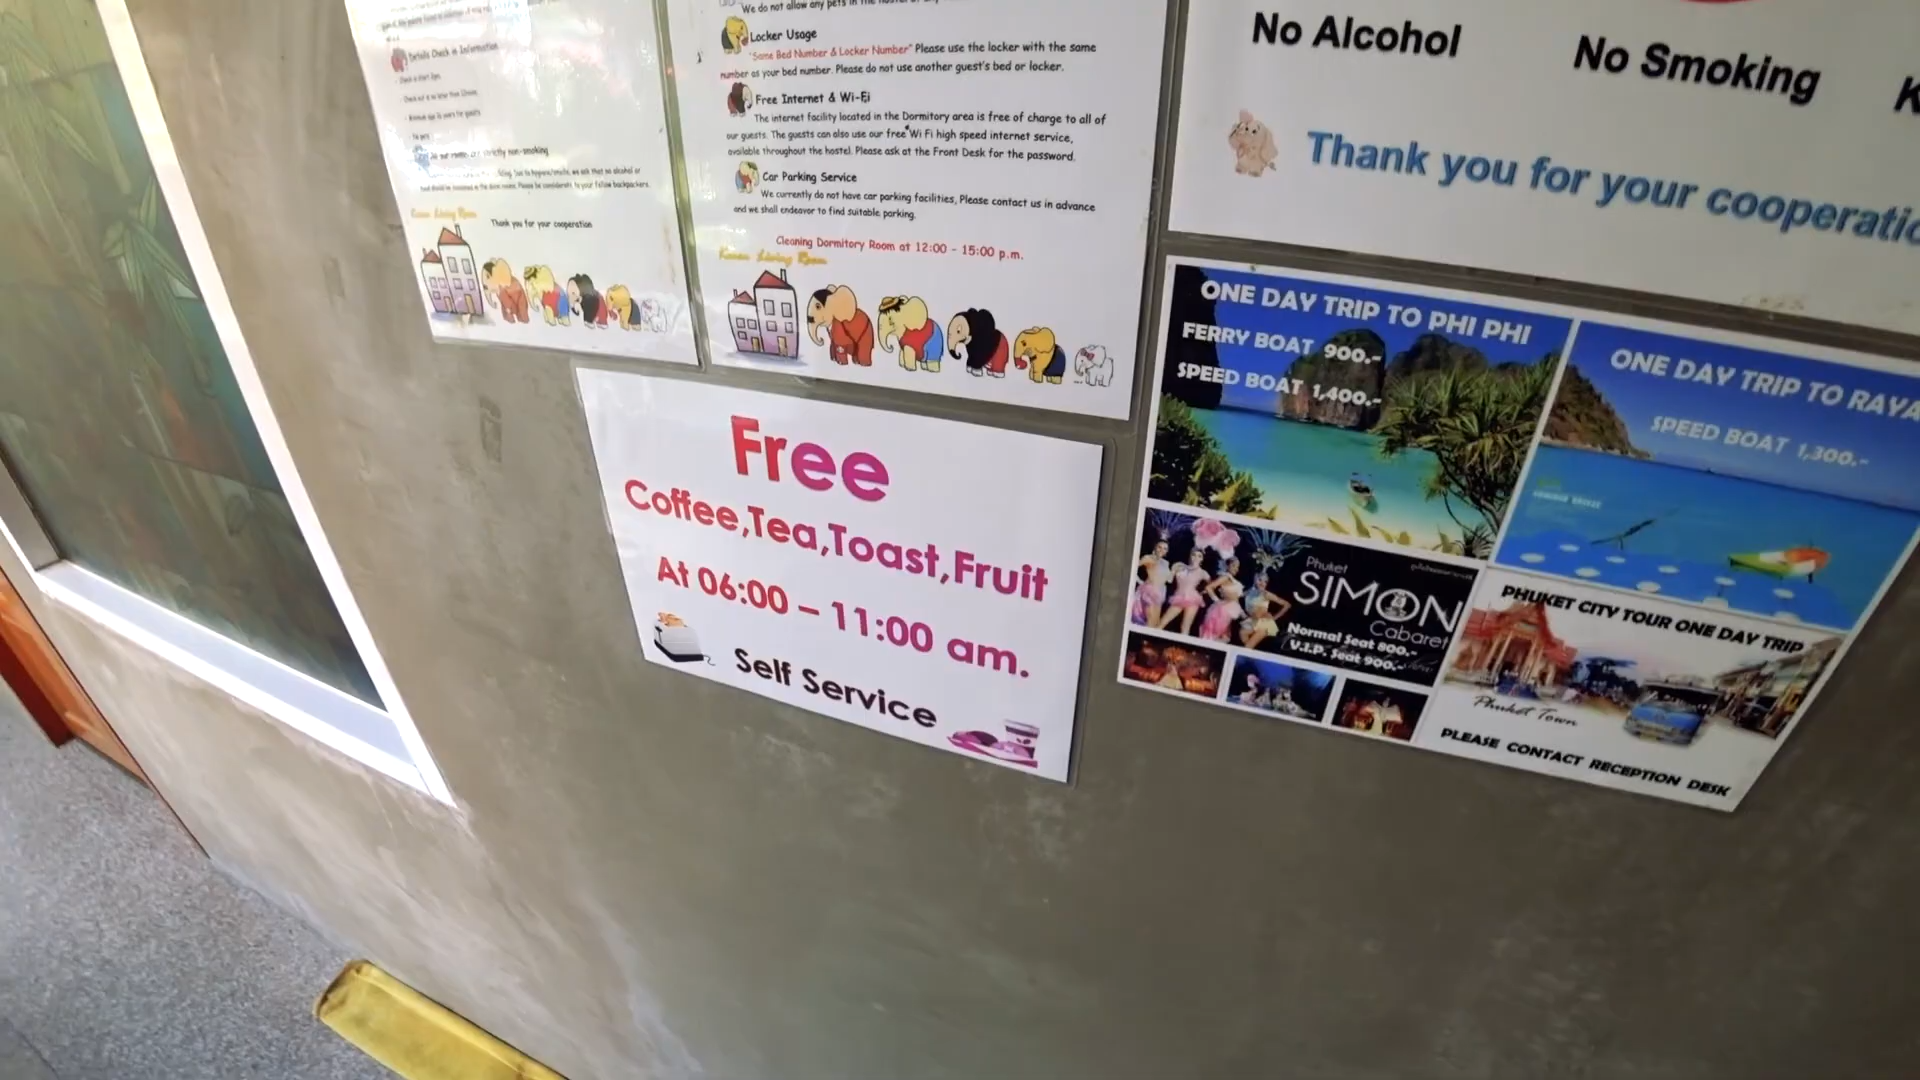 Details Check in Information
strictly non-smoking
Thank you for your cooperation
We do not allow any pets in the
Locker Usage
"Same Bed Number & Locker Number" Please use the locker with the same
number as your bed number. Please do not use another guest's bed or locker.
Free Internet & Wi-Fi
The internet facility located in the Dormitory area is free of charge to all of
our guests. The guests can also use our free Wi Fi high speed internet service,
available throughout the hostel. Please ask at the Front Desk for the password.
Car Parking Service
We currently do not have car parking facilities, Please contact us in advance
and we shall endeavor to find suitable parking.
Cleaning Dormitory Room at 12:00 - 15:00 p.m.
Living Room
No Alcohol
No Smoking
K
Thank you for your cooperatio
Free
Coffee,Tea,Toast,Fruit
At 06:00 – 11:00 am.
Self Service
ONE DAY TRIP TO PHI PHI
FERRY BOAT 900.-
SPEED BOAT 1,400.-
ONE DAY TRIP TO RAYA
SPEED BOAT 1,300.-
Phuket
SIMON
Cabaret
Normal Seat 800.-
V.I.P. Seat 900.-
PHUKET CITY TOUR ONE DAY TRIP
Phuket Town
PLEASE CONTACT RECEPTION DESK